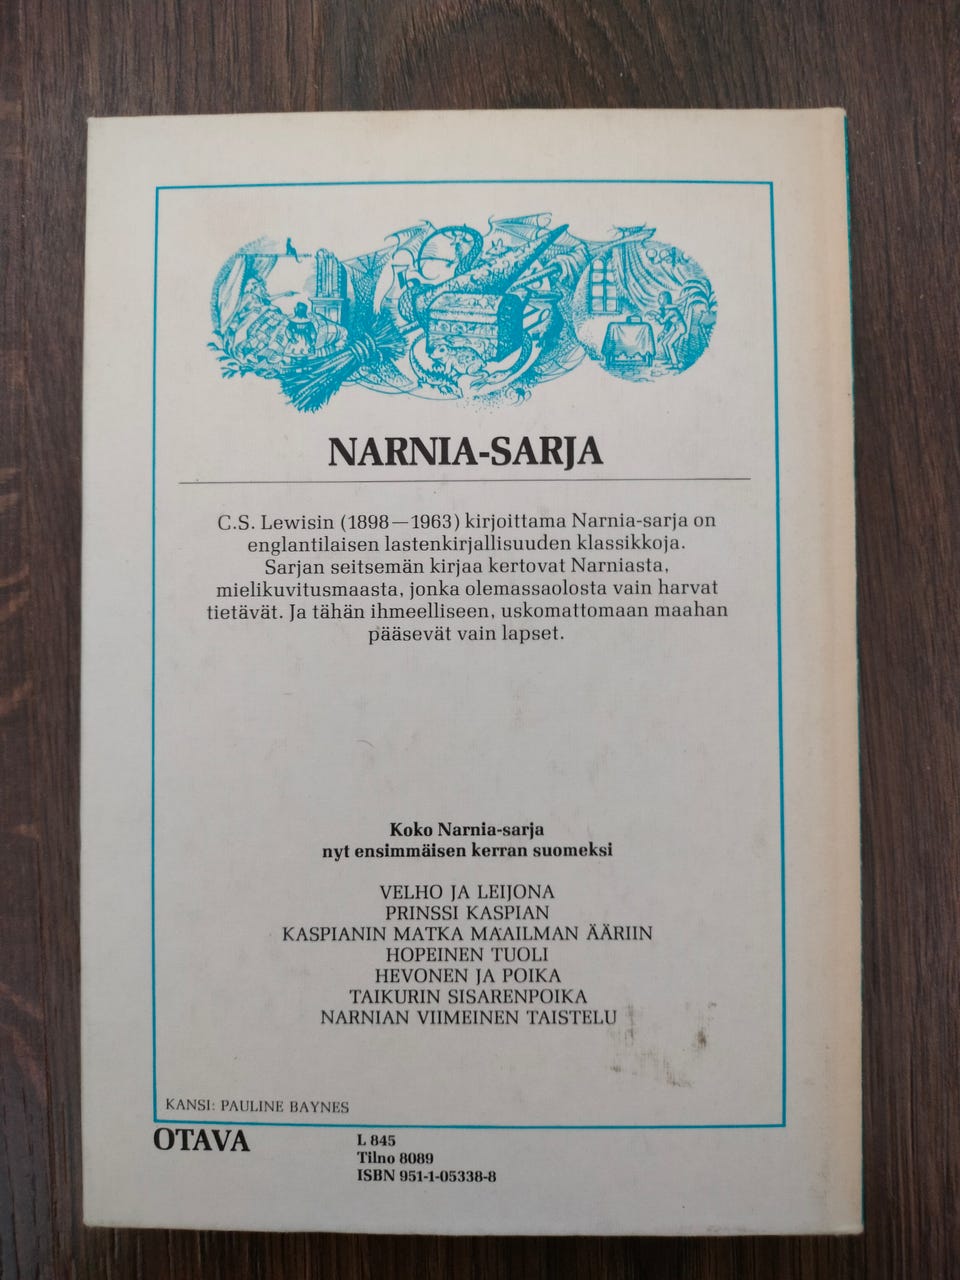 NARNIA-SARJA
C.S. Lewisin (1898—1963) kirjoittama Narnia-sarja on
englantilaisen lastenkirjallisuuden klassikkoja.
Sarjan seitsemän kirjaa kertovat Narniasta,
mielikuvitusmaasta, jonka olemassaolosta vain harvat
tietävät. Ja tähän ihmeelliseen, uskomattomaan maahan
pääsevät vain lapset.
Koko Narnia-sarja
nyt ensimmäisen kerran suomeksi
VELHO JA LEIJONA
PRINSSI KASPIAN
KASPIANIN MATKA MAAILMAN ÄÄRIIN
HOPEINEN TUOLI
HEVONEN JA POIKA
TAIKURIN SISARENPOIKA
NARNIAN VIIMEINEN TAISTELU
KANSI: PAULINE BAYNES
OTAVA
L 845
Tilno 8089
ISBN 951-1-05338-8